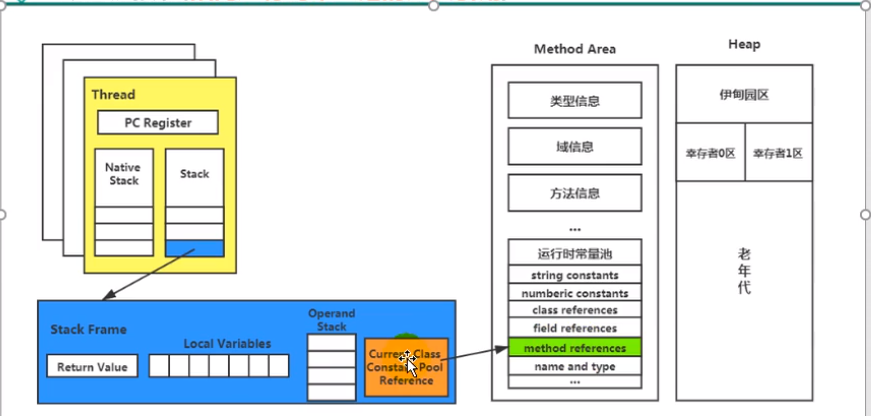 Thread
PC Register
Native
Stack
Stack
Stack Frame
Return Value
Local Variables
Operand
Stack
Current Class
Constant Pool
Reference
Method Area
类型信息
域信息
方法信息
...
运行时常量池
string constants
numberic constants
class references
field references
method references
name and type
...
Heap
伊甸园区
幸存者0区
幸存者1区
老
年
代